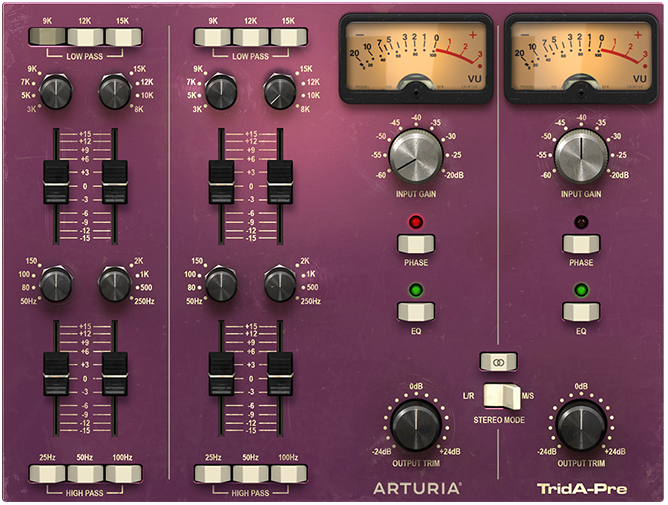 9K 12K 15K
LOW PASS
9K 12K 15K
LOW PASS
9K 7K 5K 3K
15K 12K 10K 8K
9K 7K 5K 3K
15K 12K 10K 8K
+15
+12
+9
+6
+3
0
-3
-6
-9
-12
-15
+15
+12
+9
+6
+3
0
-3
-6
-9
-12
-15
150 100 80 50Hz
2K 1K 500 250Hz
150 100 80 50Hz
2K 1K 500 250Hz
+15
+12
+9
+6
+3
0
-3
-6
-9
-12
-15
+15
+12
+9
+6
+3
0
-3
-6
-9
-12
-15
25Hz 50Hz 100Hz
HIGH PASS
25Hz 50Hz 100Hz
HIGH PASS
− +
20 10 7 5 3 2 1 0 1 2 3
VU
− +
20 10 7 5 3 2 1 0 1 2 3
VU
-60 -55 -50 -45 -40 -35 -30 -25 -20dB
INPUT GAIN
-60 -55 -50 -45 -40 -35 -30 -25 -20dB
INPUT GAIN
PHASE
PHASE
EQ
EQ
L/R M/S
STEREO MODE
0dB
-24dB +24dB
OUTPUT TRIM
0dB
-24dB +24dB
OUTPUT TRIM
ARTURIA
TridA-Pre